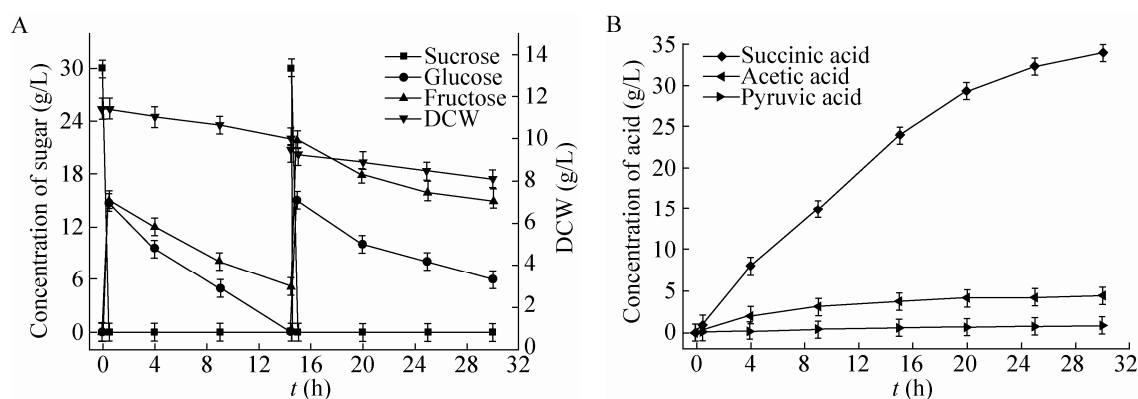 A
Concentration of sugar (g/L)
30
24
18
12
6
0
Sucrose
Glucose
Fructose
DCW
14
12
10
8
6
4
2
0
DCW (g/L)
0 4 8 12 16 20 24 28 32
t (h)
B
Concentration of acid (g/L)
35
30
25
20
15
10
5
0
Succinic acid
Acetic acid
Pyruvic acid
0 4 8 12 16 20 24 28 32
t (h)